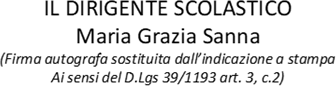 IL DIRIGENTE SCOLASTICO
Maria Grazia Sanna
(Firma autografa sostituita dall'indicazione a stampa
Ai sensi del D.Lgs 39/1193 art. 3, c.2)